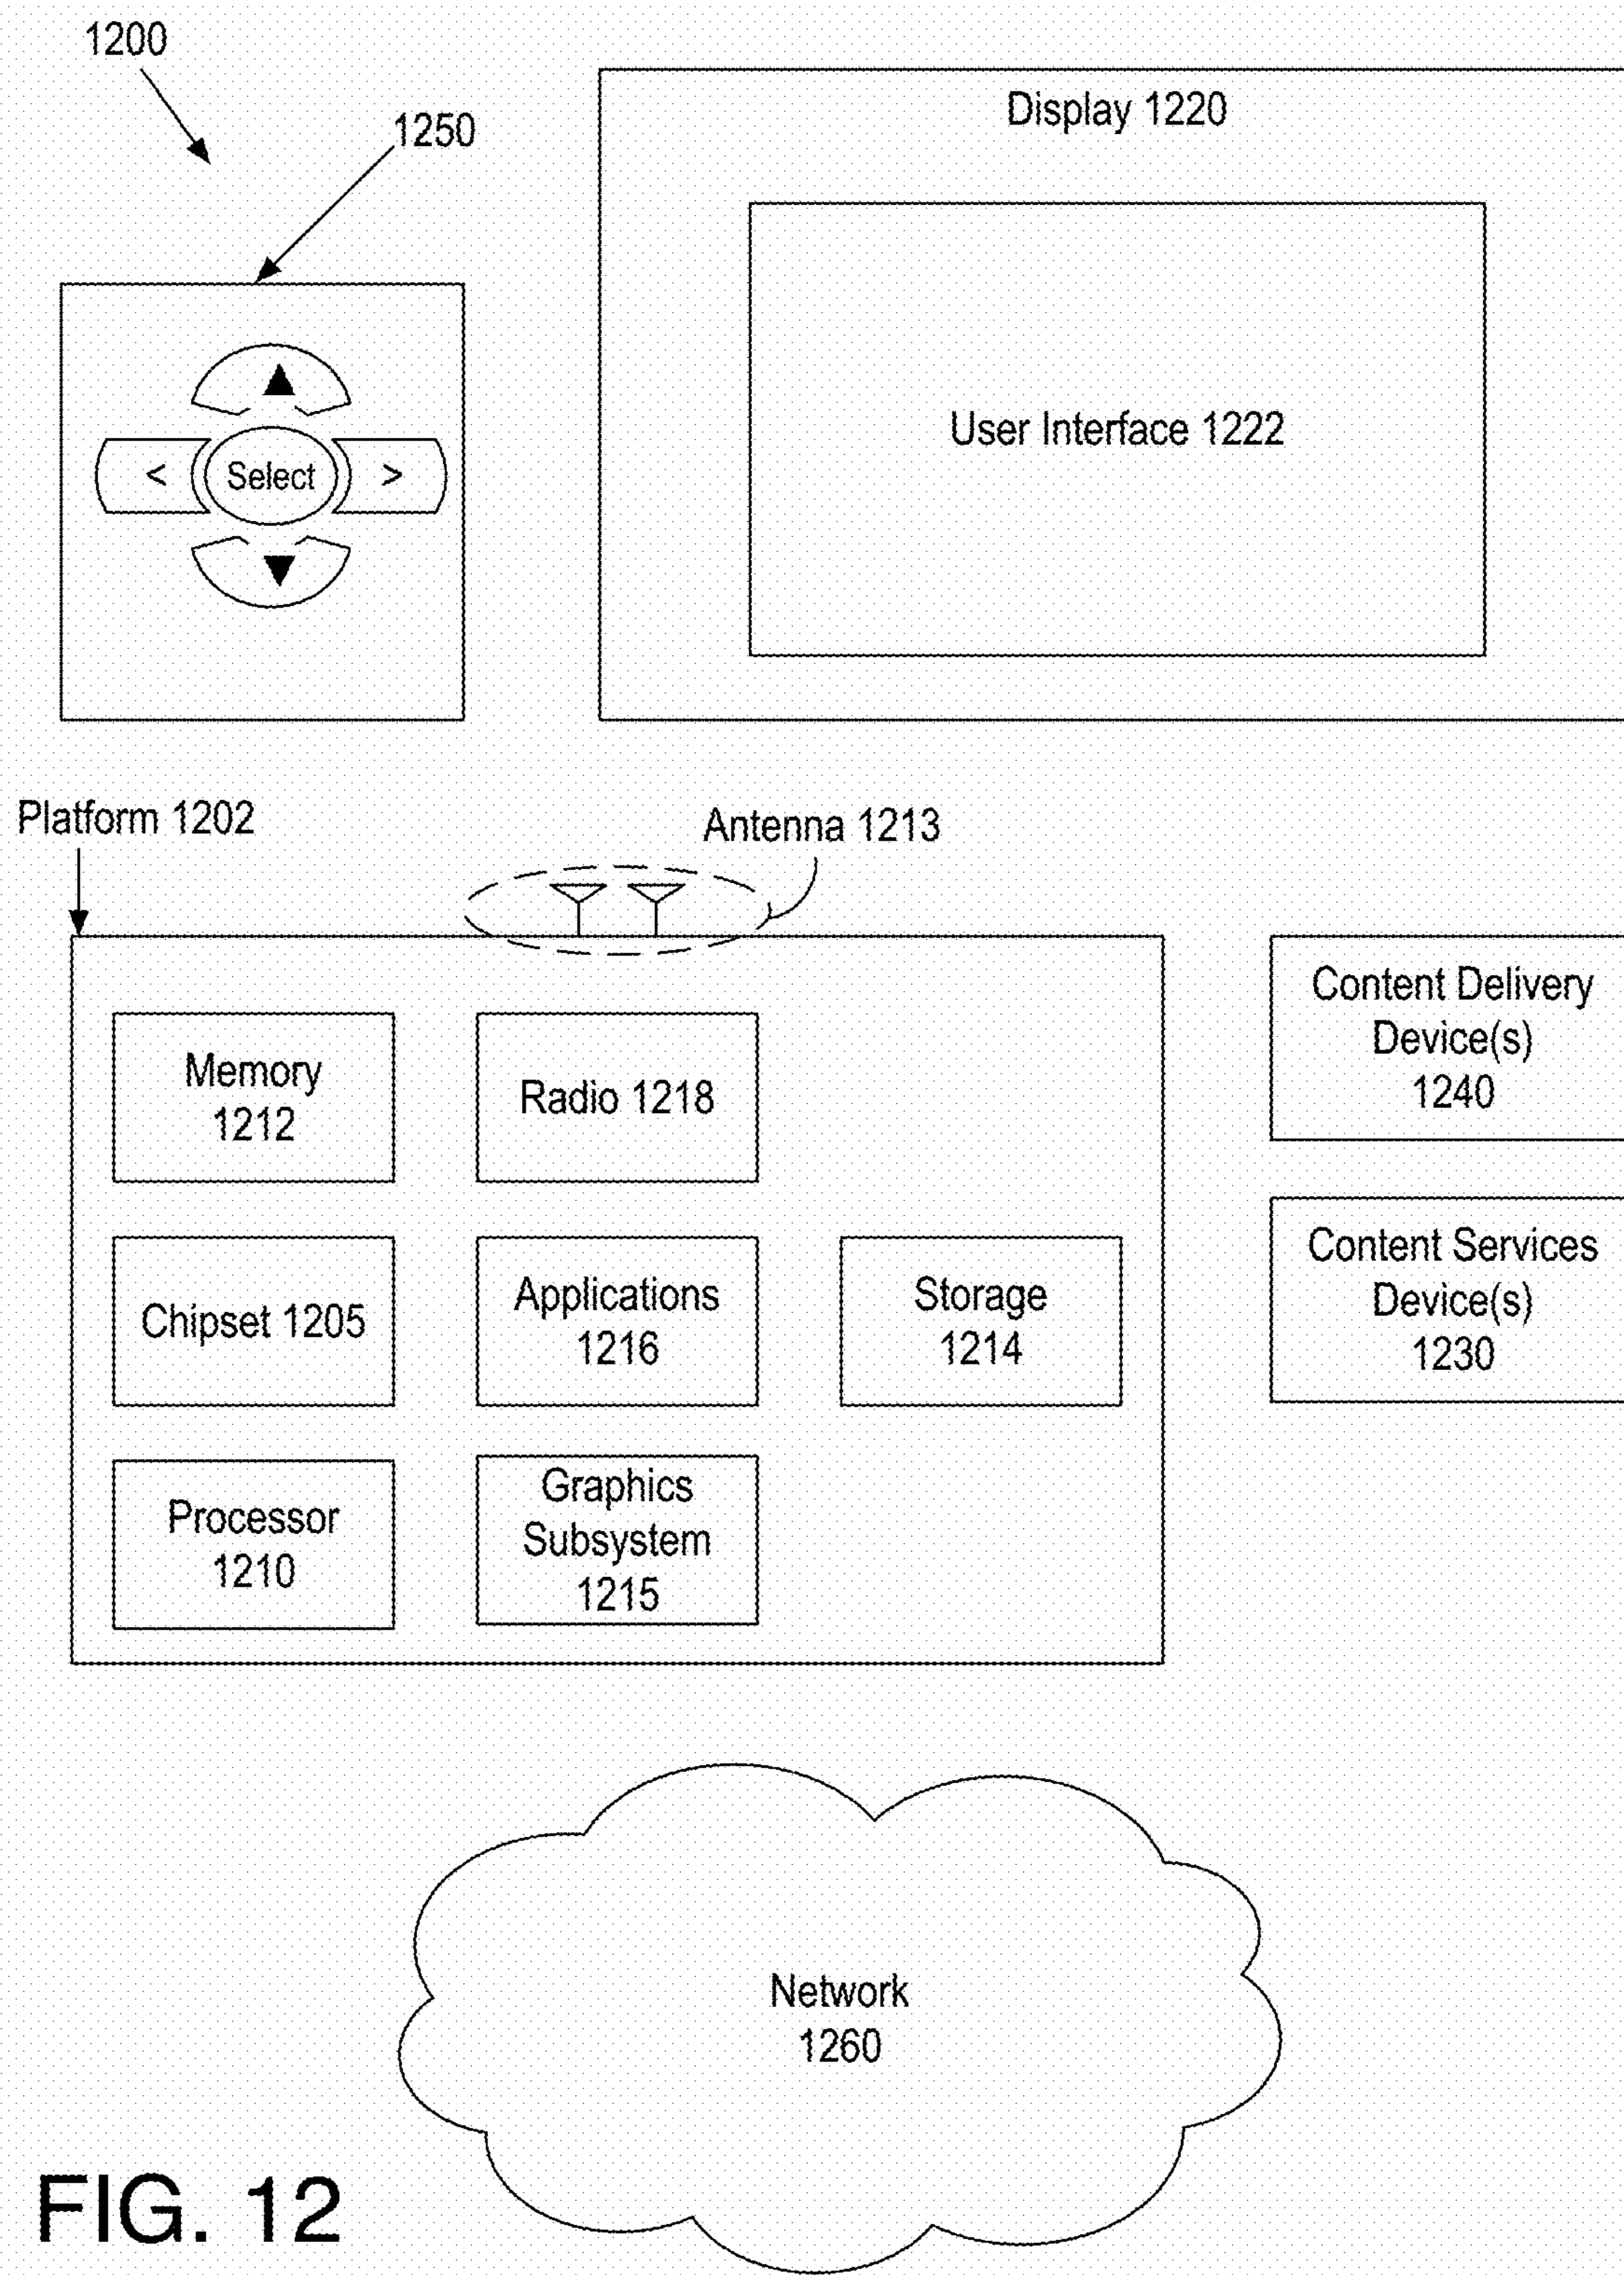 1200
1250
Display 1220
User Interface 1222
<
Select
>
Platform 1202
Antenna 1213
Memory
1212
Radio 1218
Chipset 1205
Applications
1216
Storage
1214
Processor
1210
Graphics
Subsystem
1215
Content Delivery
Device(s)
1240
Content Services
Device(s)
1230
Network
1260
FIG. 12